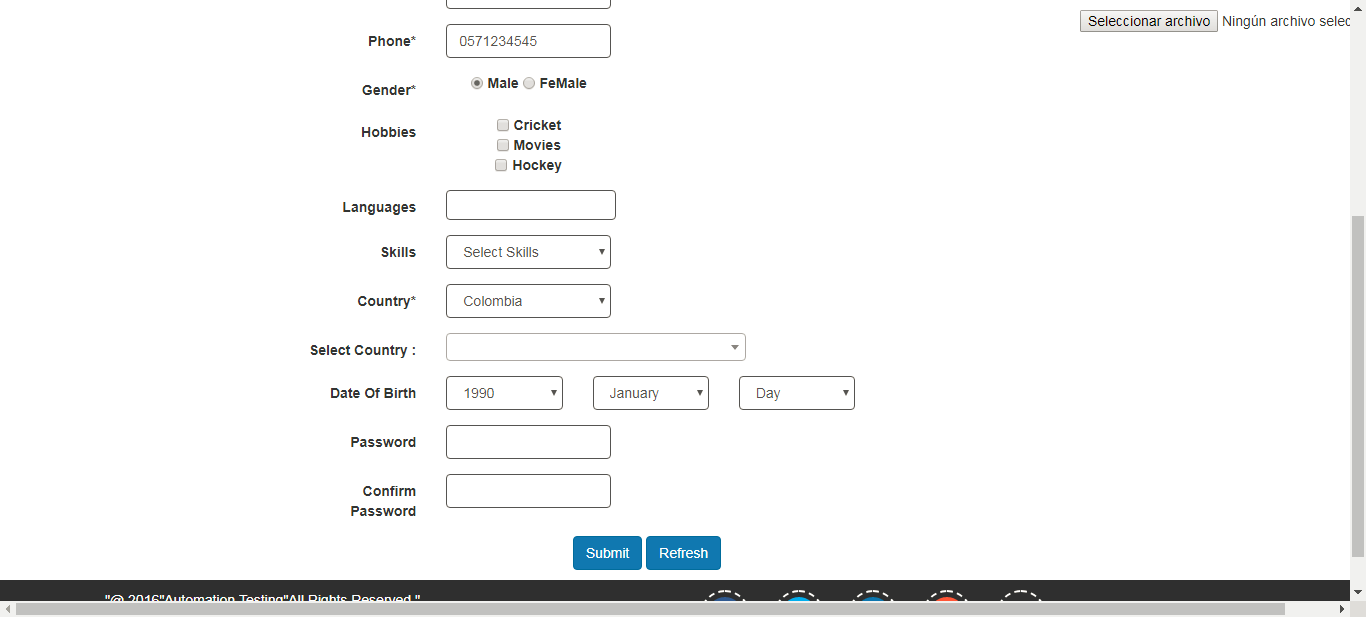 Seleccionar archivo Ningún archivo selec
Phone* 0571234545
Gender* Male FeMale
Hobbies Cricket
Movies
Hockey
Languages
Skills Select Skills
Country* Colombia
Select Country :
Date Of Birth 1990 January Day
Password
Confirm
Password
Submit Refresh
"@ 2016"Automation Testing"All Rights Reserved."